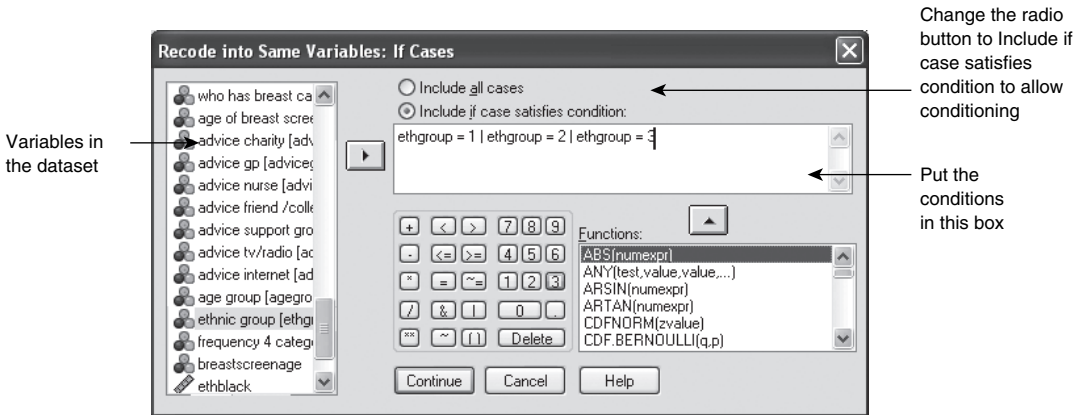 Change the radio
button to Include if
case satisfies
condition to allow
conditioning
Recode into Same Variables: If Cases
Variables in
the dataset
who has breast ca
age of breast scree
advice charity [adv
advice gp [adviceg
advice nurse [advi
advice friend /colle
advice support gro
advice tv/radio [ad
advice internet [ad
age group [agegro
ethnic group [ethgr
frequency 4 catego
breastscreenage
ethblack
Include all cases
Include if case satisfies condition:
ethgroup = 1 | ethgroup = 2 | ethgroup = 3
Put the
conditions
in this box
+ < > 7 8 9
- <= >= 4 5 6
* = ~= 1 2 3
/ & | 0 .
** ~ () Delete
Functions:
ABS(numexpr)
ANY(test,value,value,...)
ARSIN(numexpr)
ARTAN(numexpr)
CDFNORM(zvalue)
CDF.BERNOULLI(q,p)
Continue Cancel Help